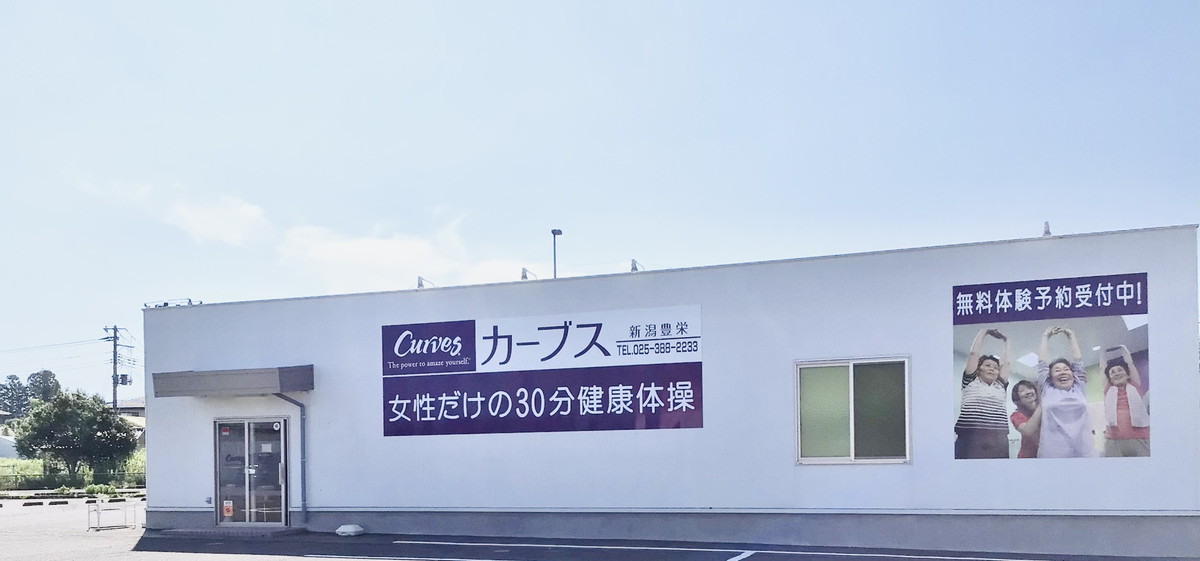 Curves
The power to amaze yourself.
カーブス
新潟豊栄
TEL.025-388-2233
女性だけの30分健康体操
無料体験予約受付中!
Curves